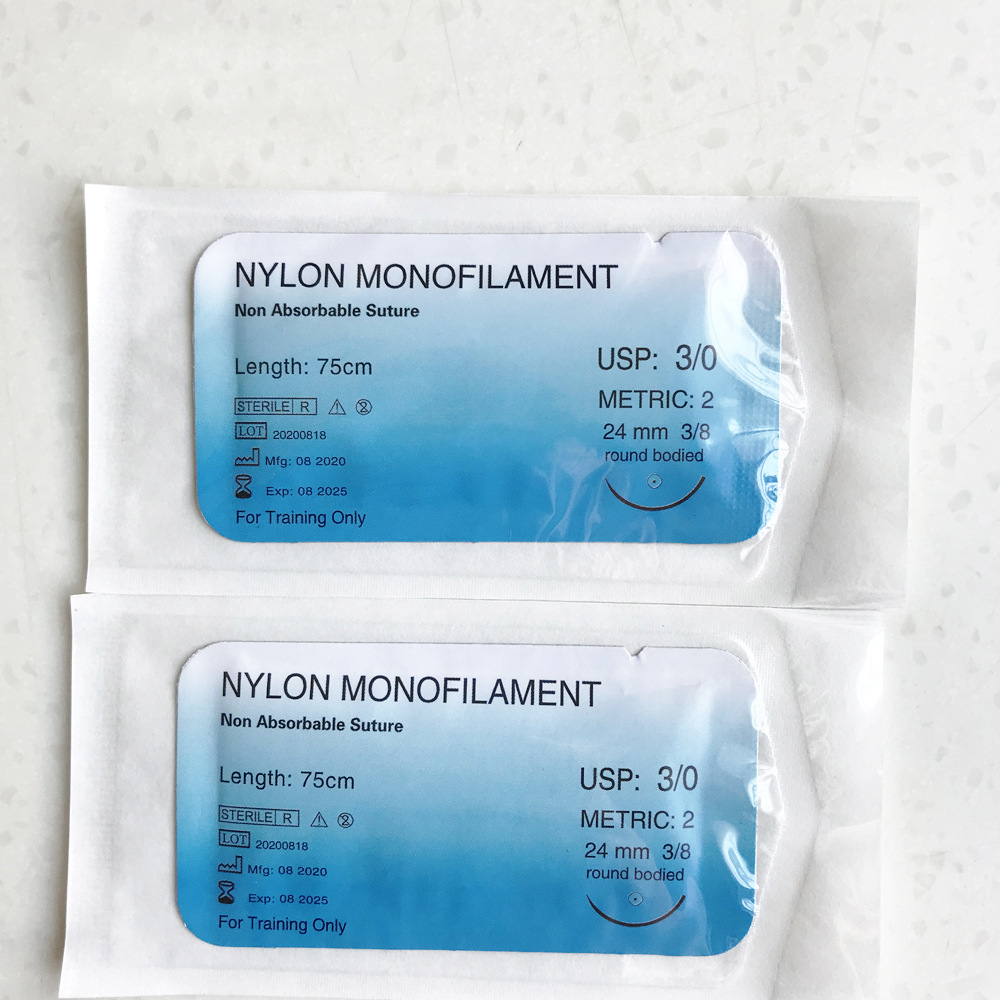 NYLON MONOFILAMENT
Non Absorbable Suture
Length: 75cm
STERILE R
LOT 20200818
Mfg: 08 2020
Exp: 08 2025
For Training Only
USP: 3/0
METRIC: 2
24 mm 3/8
round bodied
NYLON MONOFILAMENT
Non Absorbable Suture
Length: 75cm
STERILE R
LOT 20200818
Mfg: 08 2020
Exp: 08 2025
For Training Only
USP: 3/0
METRIC: 2
24 mm 3/8
round bodied